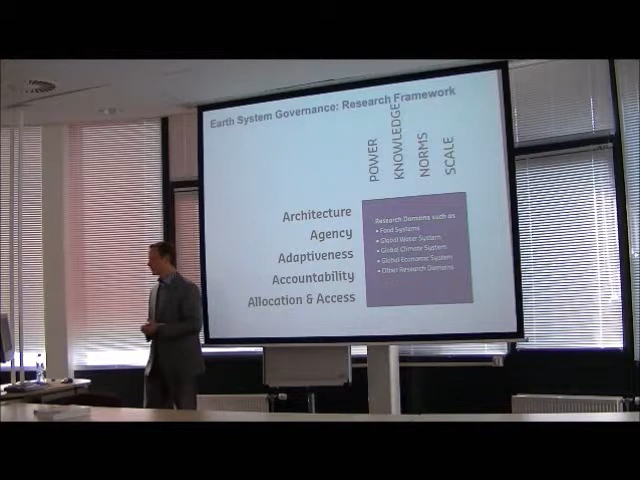 Earth System Governance: Research Framework
POWER
KNOWLEDGE
NORMS
SCALE
Architecture
Agency
Adaptiveness
Accountability
Allocation & Access
Research Domains such as
• Food Systems
• Global Water System
• Global Climate System
• Global Economic System
• Other Research Domains